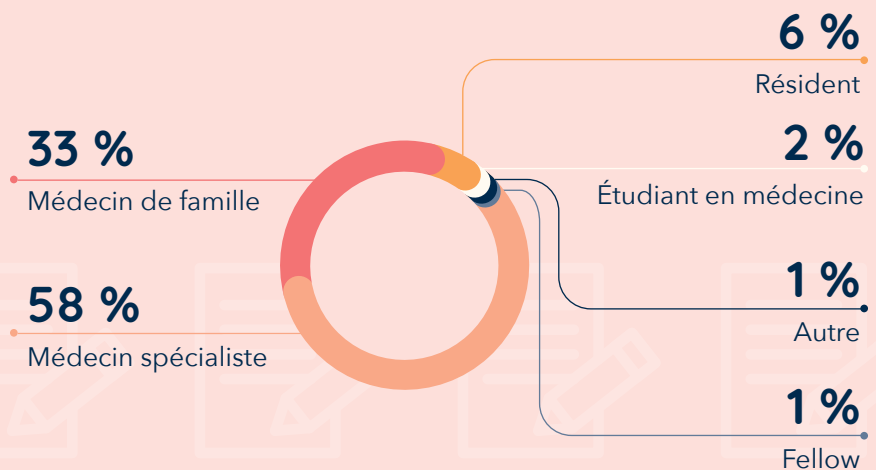 33 %
Médecin de famille
58 %
Médecin spécialiste
6 %
Résident
2 %
Étudiant en médecine
1 %
Autre
1 %
Fellow